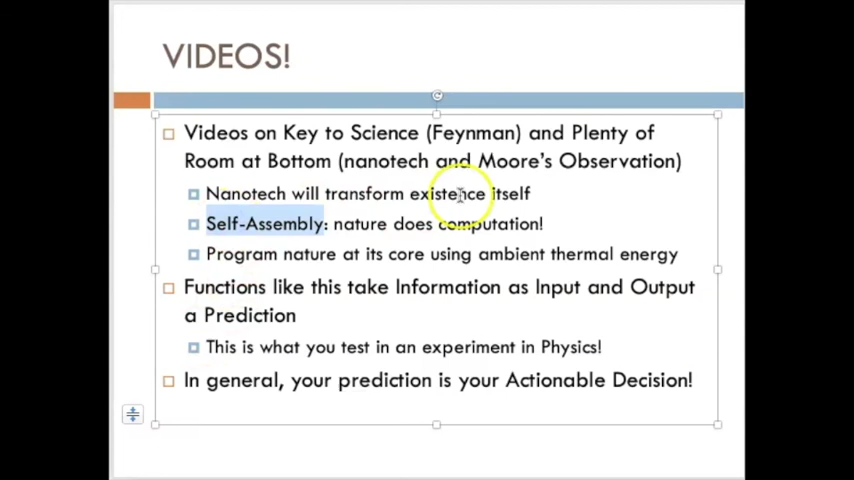 VIDEOS!
Videos on Key to Science (Feynman) and Plenty of
Room at Bottom (nanotech and Moore's Observation)
Nanotech will transform existence itself
Self-Assembly: nature does computation!
Program nature at its core using ambient thermal energy
Functions like this take Information as Input and Output
a Prediction
This is what you test in an experiment in Physics!
In general, your prediction is your Actionable Decision!